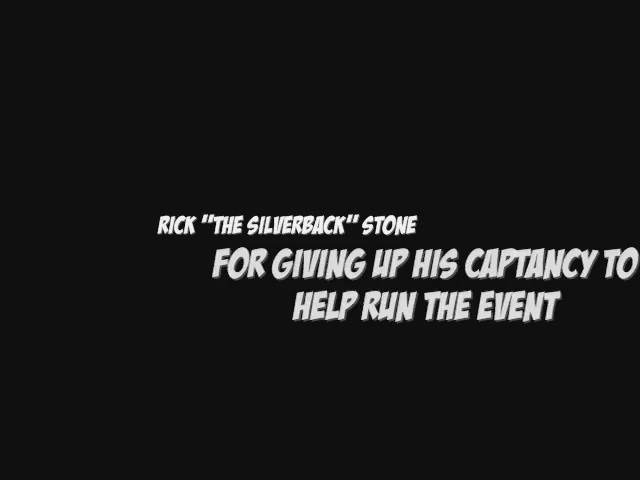 RICK "THE SILVERBACK" STONE
FOR GIVING UP HIS CAPTANCY TO
HELP RUN THE EVENT